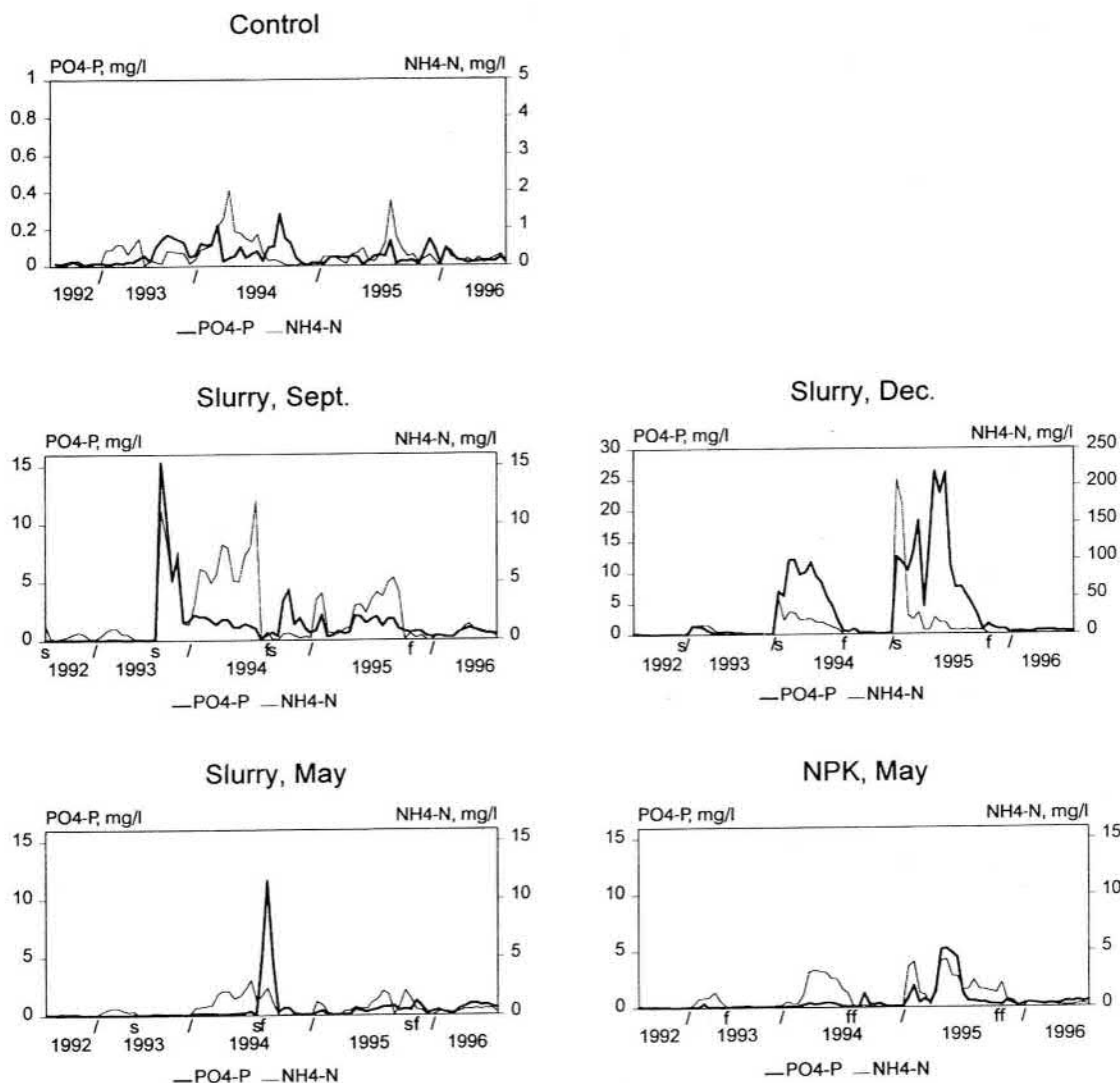 Control
PO4-P, mg/l NH4-N, mg/l
1 5
0.8 4
0.6 3
0.4 2
0.2 1
0 0
/ / / /
1992 1993 1994 1995 1996
PO4-P NH4-N
Slurry, Sept.
PO4-P, mg/l NH4-N, mg/l
15 15
10 10
5 5
0 0
s / s / fs / f /
1992 1993 1994 1995 1996
PO4-P NH4-N
Slurry, Dec.
PO4-P, mg/l NH4-N, mg/l
30 250
25 200
20 150
15 100
10 50
5 0
0
s/ /s f /s f /
1992 1993 1994 1995 1996
PO4-P NH4-N
Slurry, May
PO4-P, mg/l NH4-N, mg/l
15 15
10 10
5 5
0 0
/ s / sf / sf /
1992 1993 1994 1995 1996
PO4-P NH4-N
NPK, May
PO4-P, mg/l NH4-N, mg/l
15 15
10 10
5 5
0 0
/ f / ff / ff /
1992 1993 1994 1995 1996
PO4-P NH4-N